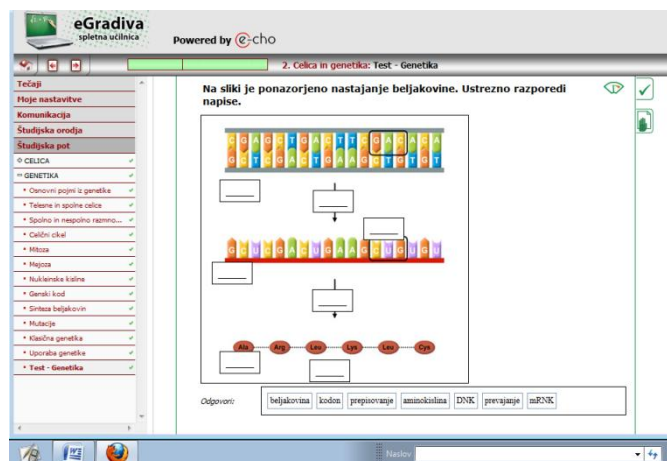 eGradiva
spletna učilnica
Powered by e-cho
2. Celica in genetika: Test - Genetika
Tečaji
Moje nastavitve
Komunikacija
Študijska orodja
Študijska pot
CELICA
GENETIKA
Osnovni pojmi iz genetike
Telesne in spolne celice
Spolno in nespolno razmno...
Celični cikel
Mitoza
Mejoza
Nukleinske kisline
Genski kod
Sinteza beljakovin
Mutacije
Klasična genetika
Uporaba genetike
Test - Genetika
Na sliki je ponazorjeno nastajanje beljakovine. Ustrezno razporedi
napise.
CGAGCTGACTTCGACACA
GCTCGACTGAAGCTGTGT
GCUCGACUGAAGCUGUGU
Ala Arg Leu Lys Leu Cys
Odgovori: beljakovina kodon prepisovanje aminokislina DNK prevajanje mRNK
Naslov